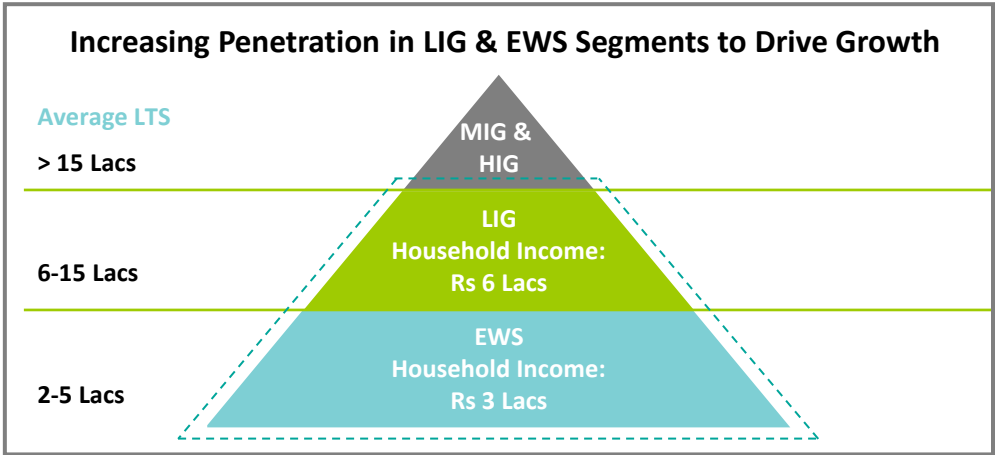 Increasing Penetration in LIG & EWS Segments to Drive Growth
Average LTS
> 15 Lacs
MIG &
HIG
6-15 Lacs
LIG
Household Income:
Rs 6 Lacs
2-5 Lacs
EWS
Household Income:
Rs 3 Lacs